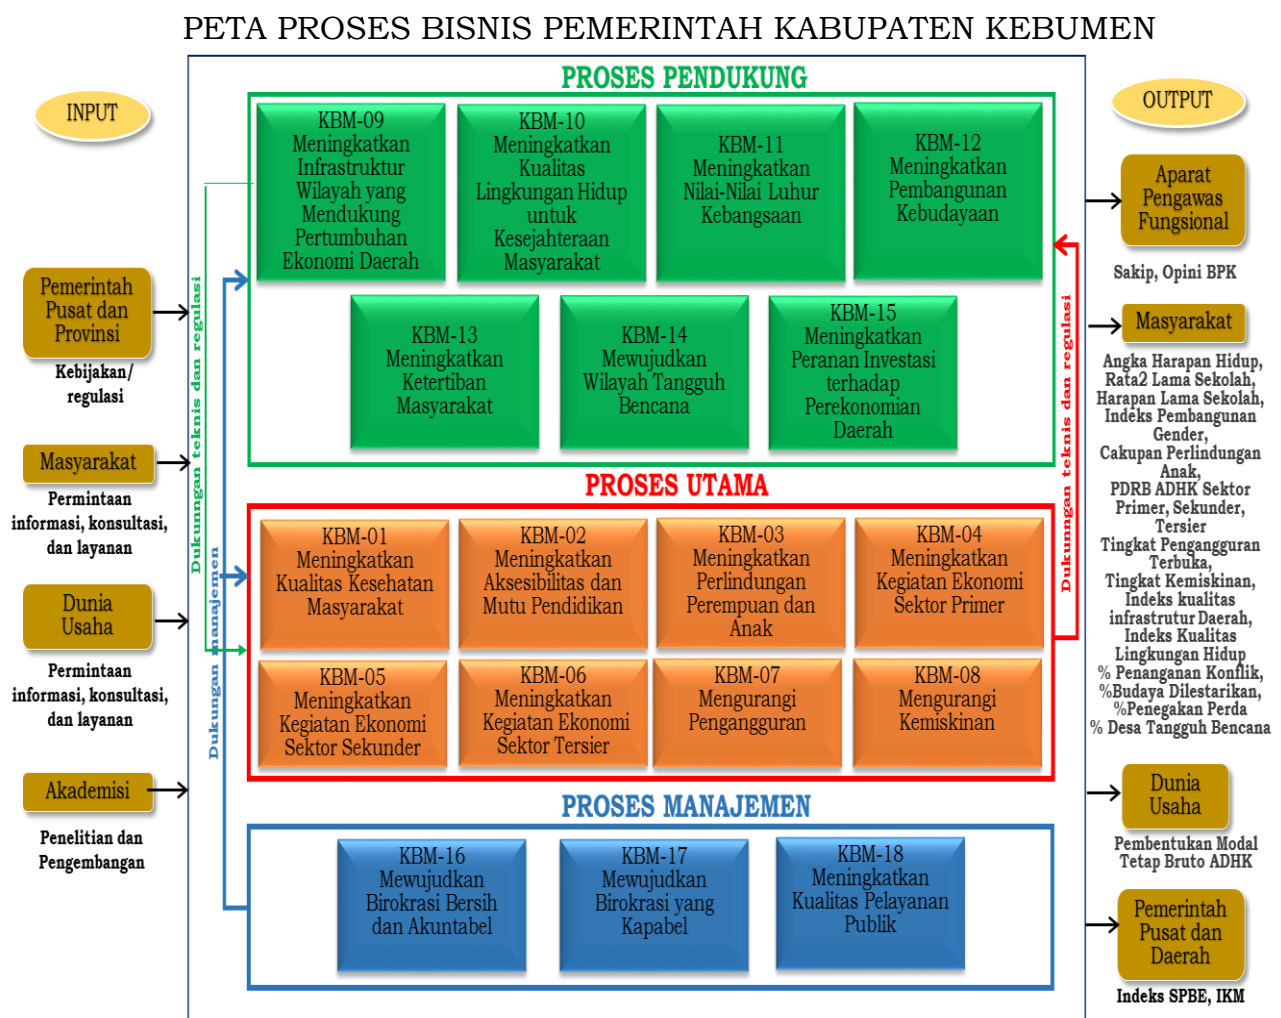 PETA PROSES BISNIS PEMERINTAH KABUPATEN KEBUMEN
INPUT
Pemerintah
Pusat dan
Provinsi
Kebijakan/
regulasi
Masyarakat
Permintaan
informasi, konsultasi,
dan layanan
Dunia
Usaha
Permintaan
informasi, konsultasi,
dan layanan
Akademisi
Penelitian dan
Pengembangan
Dukunngan teknis dan regulasi
Dukungan manajemen
PROSES PENDUKUNG
KBM-09
Meningkatkan
Infrastruktur
Wilayah yang
Mendukung
Pertumbuhan
Ekonomi Daerah
KBM-10
Meningkatkan
Kualitas
Lingkungan Hidup
untuk
Kesejahteraan
Masyarakat
KBM-11
Meningkatkan
Nilai-Nilai Luhur
Kebangsaan
KBM-12
Meningkatkan
Pembangunan
Kebudayaan
KBM-13
Meningkatkan
Ketertiban
Masyarakat
KBM-14
Mewujudkan
Wilayah Tangguh
Bencana
KBM-15
Meningkatkan
Peranan Investasi
terhadap
Perekonomian
Daerah
PROSES UTAMA
KBM-01
Meningkatkan
Kualitas Kesehatan
Masyarakat
KBM-02
Meningkatkan
Aksesibilitas dan
Mutu Pendidikan
KBM-03
Meningkatkan
Perlindungan
Perempuan dan
Anak
KBM-04
Meningkatkan
Kegiatan Ekonomi
Sektor Primer
KBM-05
Meningkatkan
Kegiatan Ekonomi
Sektor Sekunder
KBM-06
Meningkatkan
Kegiatan Ekonomi
Sektor Tersier
KBM-07
Mengurangi
Pengangguran
KBM-08
Mengurangi
Kemiskinan
PROSES MANAJEMEN
KBM-16
Mewujudkan
Birokrasi Bersih
dan Akuntabel
KBM-17
Mewujudkan
Birokrasi yang
Kapabel
KBM-18
Meningkatkan
Kualitas Pelayanan
Publik
Dukunngan teknis dan regulasi
OUTPUT
Aparat
Pengawas
Fungsional
Sakip, Opini BPK
Masyarakat
Angka Harapan Hidup,
Rata2 Lama Sekolah,
Harapan Lama Sekolah,
Indeks Pembangunan
Gender,
Cakupan Perlindungan
Anak,
PDRB ADHK Sektor
Primer, Sekunder,
Tersier
Tingkat Pengangguran
Terbuka,
Tingkat Kemiskinan,
Indeks kualitas
infrastrutur Daerah,
Indeks Kualitas
Lingkungan Hidup
% Penanganan Konflik,
%Budaya Dilestarikan,
%Penegakan Perda
% Desa Tangguh Bencana
Dunia
Usaha
Pembentukan Modal
Tetap Bruto ADHK
Pemerintah
Pusat dan
Daerah
Indeks SPBE, IKM